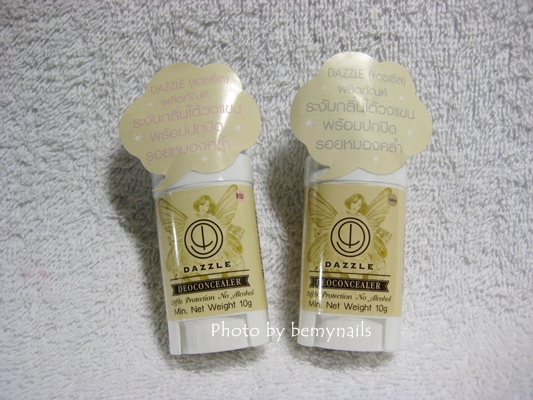 DAZZLE (แดซเซิล)
ผลิตภัณฑ์
ระงับกลิ่นใต้วงแขน
พร้อมปกปิด
รอยหมองคล้ำ
DAZZLE
DEOCONCEALER
24Hr Protection No Alcohol
Min. Net Weight 10g
DAZZLE (แดซเซิล)
ผลิตภัณฑ์
ระงับกลิ่นใต้วงแขน
พร้อมปกปิด
รอยหมองคล้ำ
DAZZLE
DEOCONCEALER
24Hr Protection No Alcohol
Min. Net Weight 10g
Photo by bemynails